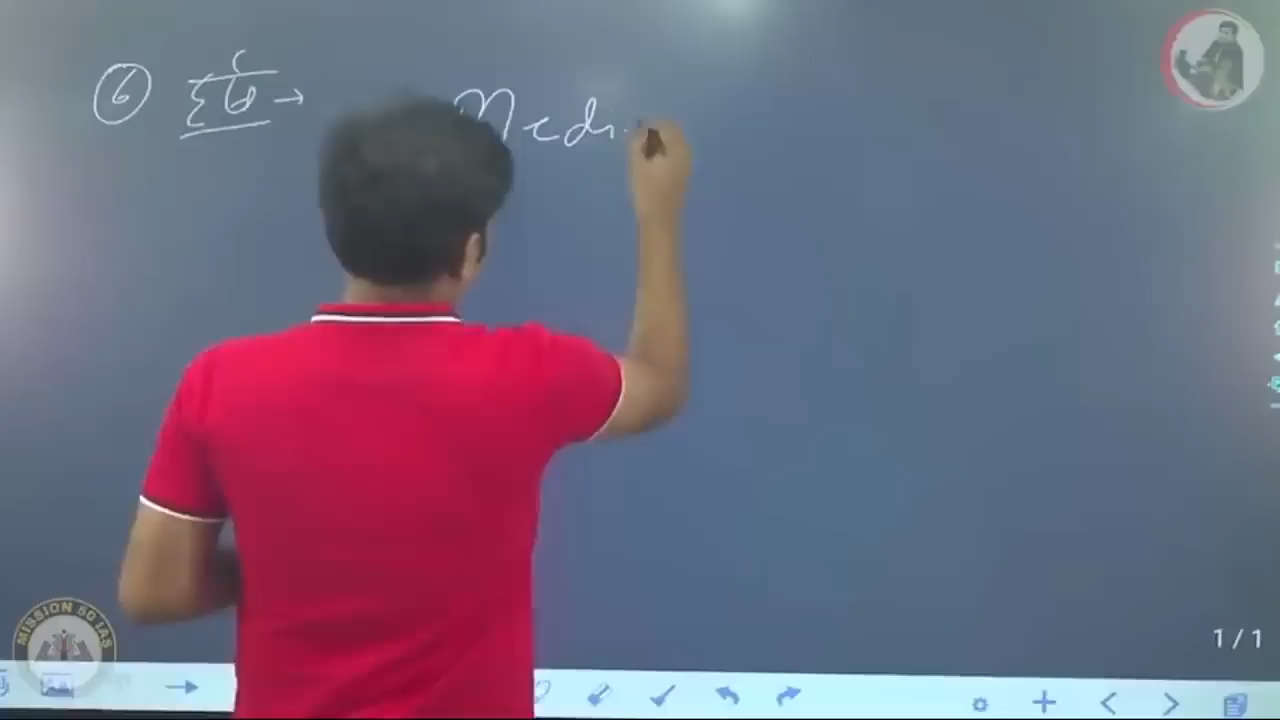 ⑥ →
Medi
MISSION 50 IAS
1 / 1